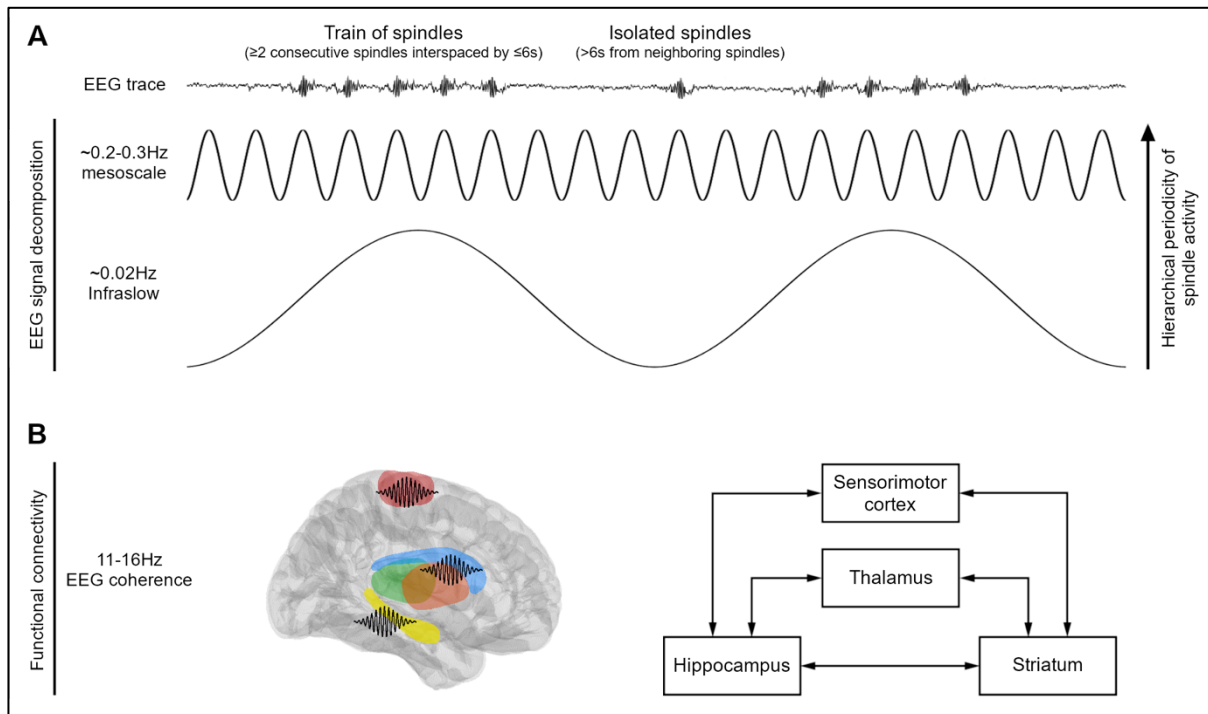 A
Train of spindles
(≥2 consecutive spindles interspaced by ≤6s)
Isolated spindles
(>6s from neighboring spindles)
EEG trace
EEG signal decomposition
~0.2-0.3Hz
mesoscale
~0.02Hz
Infraslow
Hierarchical periodicity of
spindle activity
B
Functional connectivity
11-16Hz
EEG coherence
Sensorimotor
cortex
Thalamus
Hippocampus
Striatum